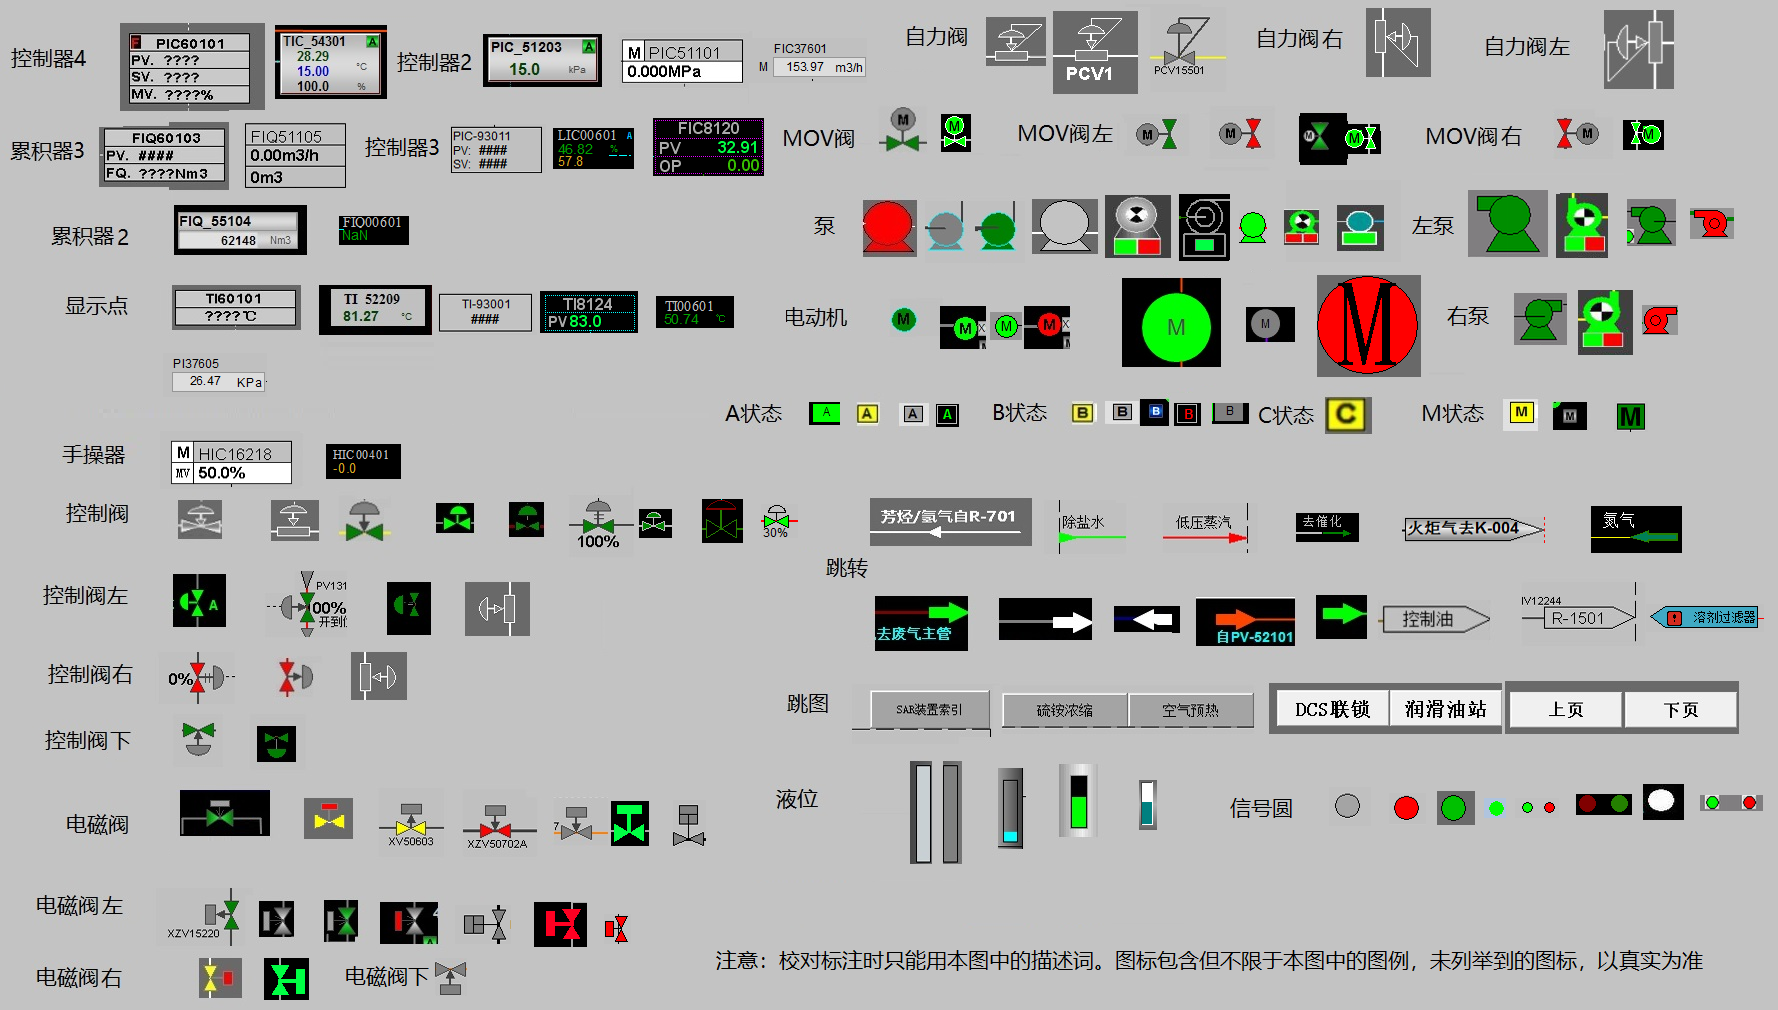 控制器4
PIC60101
PV. ????
SV. ????
MV. ????%
TIC_54301 A
28.29
15.00 °C
100.0 %
控制器2
PIC_51203 A
15.0 kPa
M PIC51101
0.000MPa
FIC37601
M 153.97 m3/h
自力阀
PCV1
PCV15501
自力阀右
自力阀左
累积器3
FIQ60103
PV. ####
FQ. ????Nm3
FIQ51105
0.00m3/h
0m3
控制器3
PIC-93011
PV: ####
SV: ####
LIC00601 A
46.82 %
57.8
FIC8120
PV 32.91
OP 0.00
MOV阀
M
M
MOV阀左
M
M
M
M
MOV阀右
M
M
累积器2
FIQ_55104
62148 Nm3
FIQ00601
NaN
泵
左泵
显示点
TI60101
????℃
TI 52209
81.27 °C
TI-93001
####
TI8124
PV 83.0
TI00601
50.74 °C
PI37605
26.47 KPa
电动机
M
M X
M
M X
M
M
M
右泵
A状态
A
A
A
A
B状态
B
B
B
B
B
C状态
C
M状态
M
M
M
手操器
M HIC16218
MV 50.0%
HIC00401
-0.0
控制阀
100%
30%
芳烃/氢气自R-701
除盐水
低压蒸汽
去催化
火炬气去K-004
氮气
跳转
控制阀左
A
PV131
00%
去废气主管
自PV-52101
控制油
IV12244
R-1501
溶剂过滤器
控制阀右
0%
跳图
SAR装置索引
硫铵浓缩
空气预热
DCS联锁
润滑油站
上页
下页
控制阀下
液位
信号圆
电磁阀
XV50603
XZV50702A
7
电磁阀左
XZV15220
电磁阀右
电磁阀下
注意：校对标注时只能用本图中的描述词。图标包含但不限于本图中的图例，未列举到的图标，以真实为准